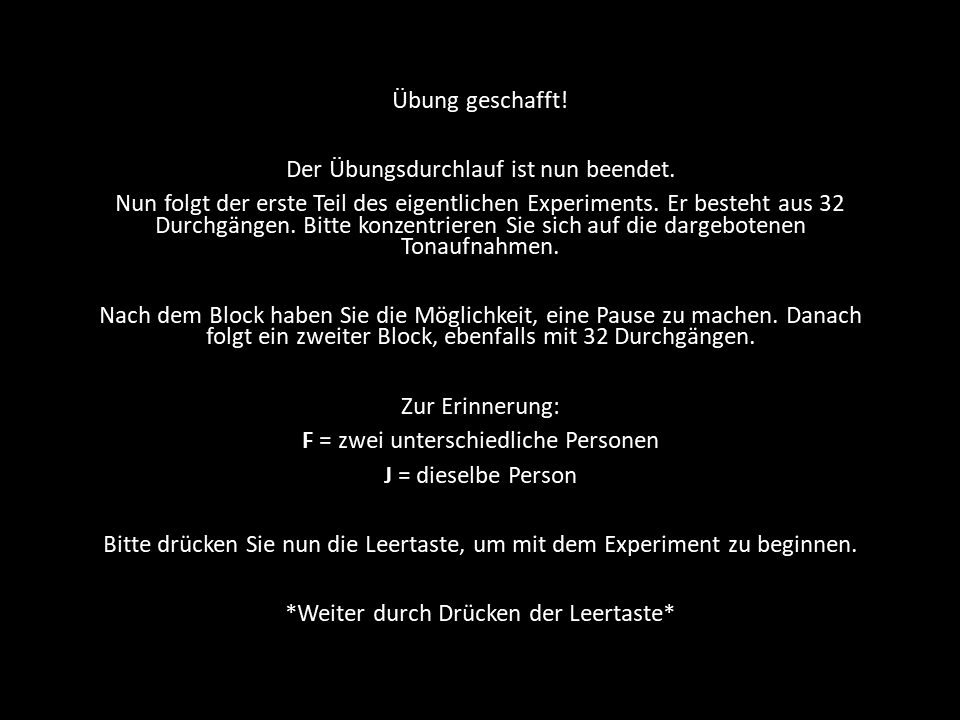 Übung geschafft!
Der Übungsdurchlauf ist nun beendet.
Nun folgt der erste Teil des eigentlichen Experiments. Er besteht aus 32
Durchgängen. Bitte konzentrieren Sie sich auf die dargebotenen
Tonaufnahmen.
Nach dem Block haben Sie die Möglichkeit, eine Pause zu machen. Danach
folgt ein zweiter Block, ebenfalls mit 32 Durchgängen.
Zur Erinnerung:
F = zwei unterschiedliche Personen
J = dieselbe Person
Bitte drücken Sie nun die Leertaste, um mit dem Experiment zu beginnen.
*Weiter durch Drücken der Leertaste*